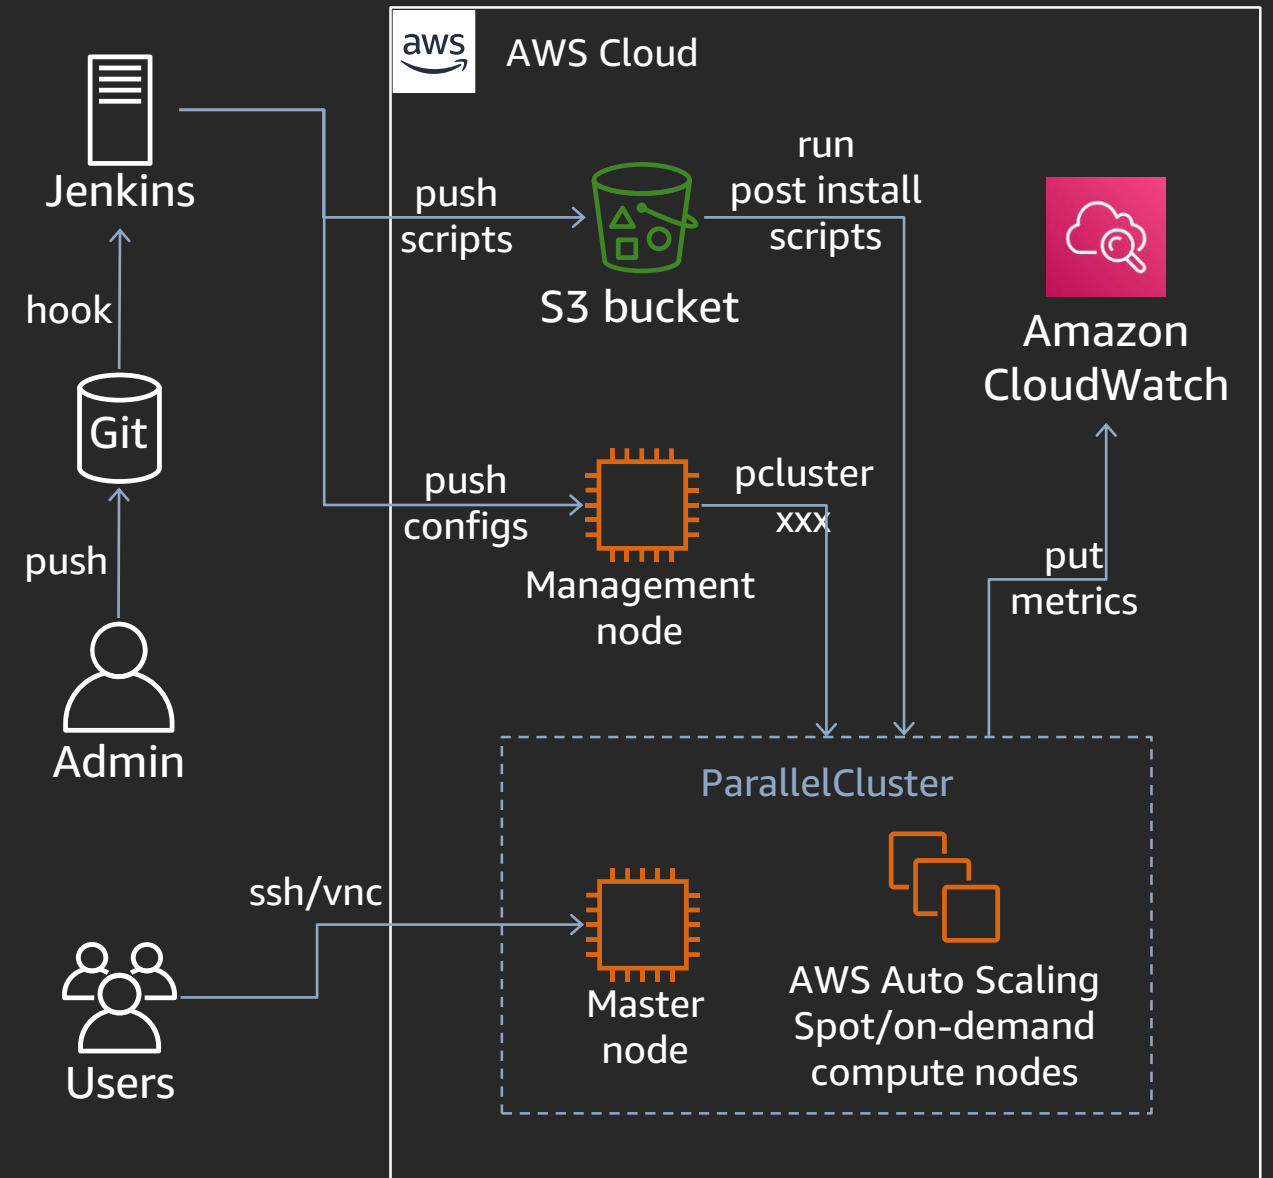 aws
AWS Cloud
Jenkins
push
scripts
run
post install
scripts
S3 bucket
Amazon
CloudWatch
hook
Git
push
configs
pcluster
xxx
Management
node
put
metrics
push
Admin
ParallelCluster
ssh/vnc
Users
Master
node
AWS Auto Scaling
Spot/on-demand
compute nodes